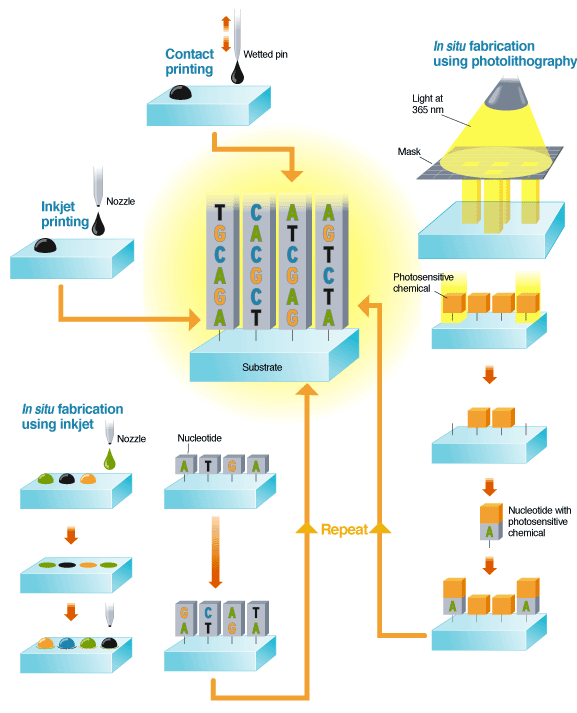 Contact
printing
Wetted pin
In situ fabrication
using photolithography
Light at
365 nm
Mask
Inkjet
printing
Nozzle
T C A A
G A T G
C C C T
A G G C
G C A T
A T G A
Substrate
Photosensitive
chemical
In situ fabrication
using inkjet
Nozzle
Nucleotide
A T G A
Repeat
Nucleotide with
photosensitive
chemical
A
G C A T
A T G A
A A